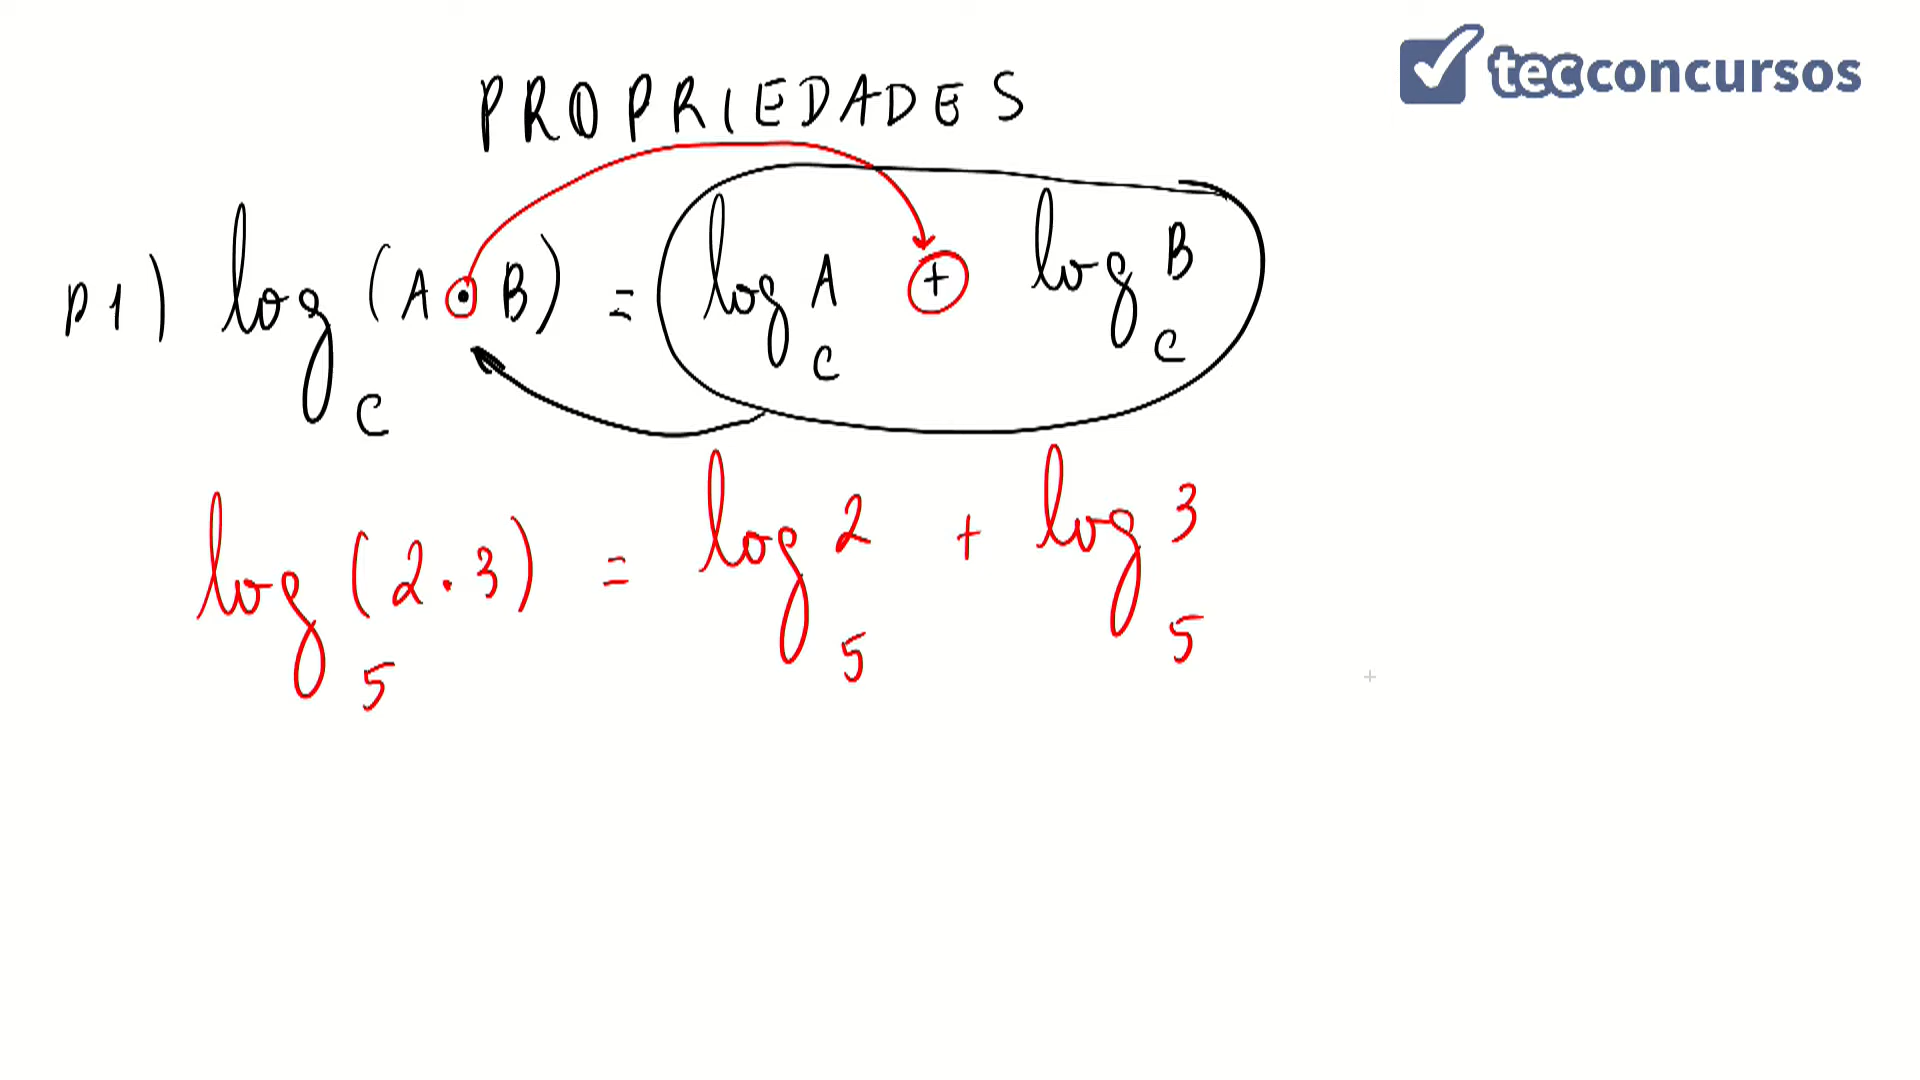 tecconcursos
PROPRIEDADES
P1) log_C (A • B) = log_C A + log_C B
log_5 (2 • 3) = log_5 2 + log_5 3